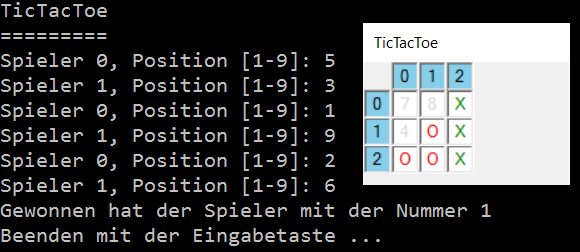 TicTacToe
=========
Spieler 0, Position [1-9]: 5
Spieler 1, Position [1-9]: 3
Spieler 0, Position [1-9]: 1
Spieler 1, Position [1-9]: 9
Spieler 0, Position [1-9]: 2
Spieler 1, Position [1-9]: 6
Gewonnen hat der Spieler mit der Nummer 1
Beenden mit der Eingabetaste ...
TicTacToe
0 1 2
0 7 8 X
1 4 O X
2 O O X